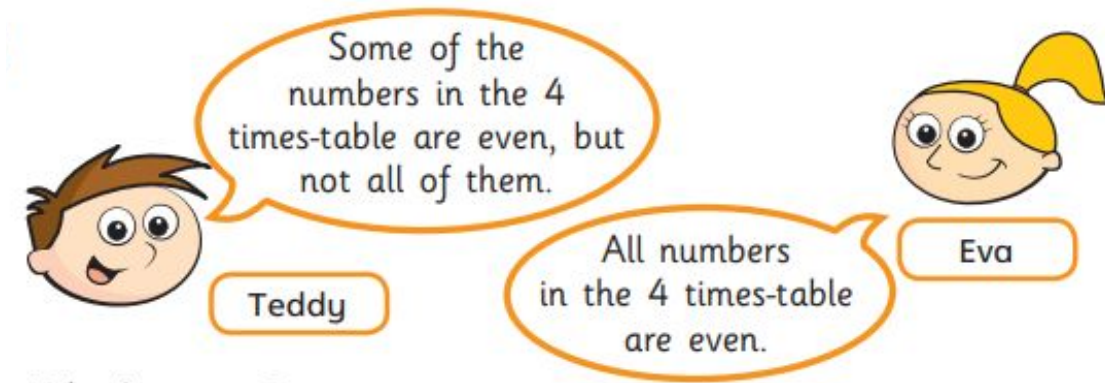 Some of the
numbers in the 4
times-table are even, but
not all of them.
Teddy
All numbers
in the 4 times-table
are even.
Eva